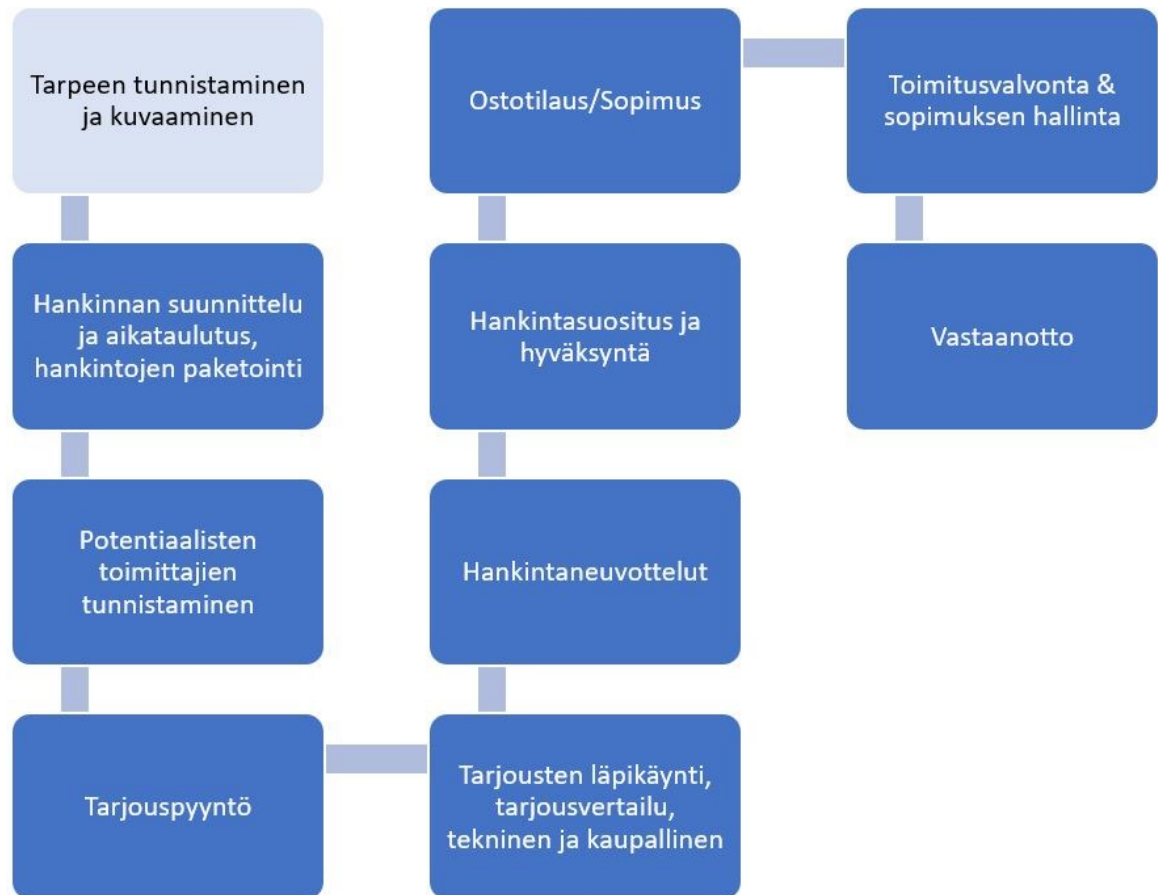 Tarpeen tunnistaminen
ja kuvaaminen
Hankinnan suunnittelu
ja aikataulutus,
hankintojen paketointi
Potentiaalisten
toimittajien
tunnistaminen
Tarjouspyyntö
Tarjousten läpikäynti,
tarjousvertailu,
tekninen ja kaupallinen
Hankintaneuvottelut
Hankintasuositus ja
hyväksyntä
Ostotilaus/Sopimus
Toimitusvalvonta &
sopimuksen hallinta
Vastaanotto